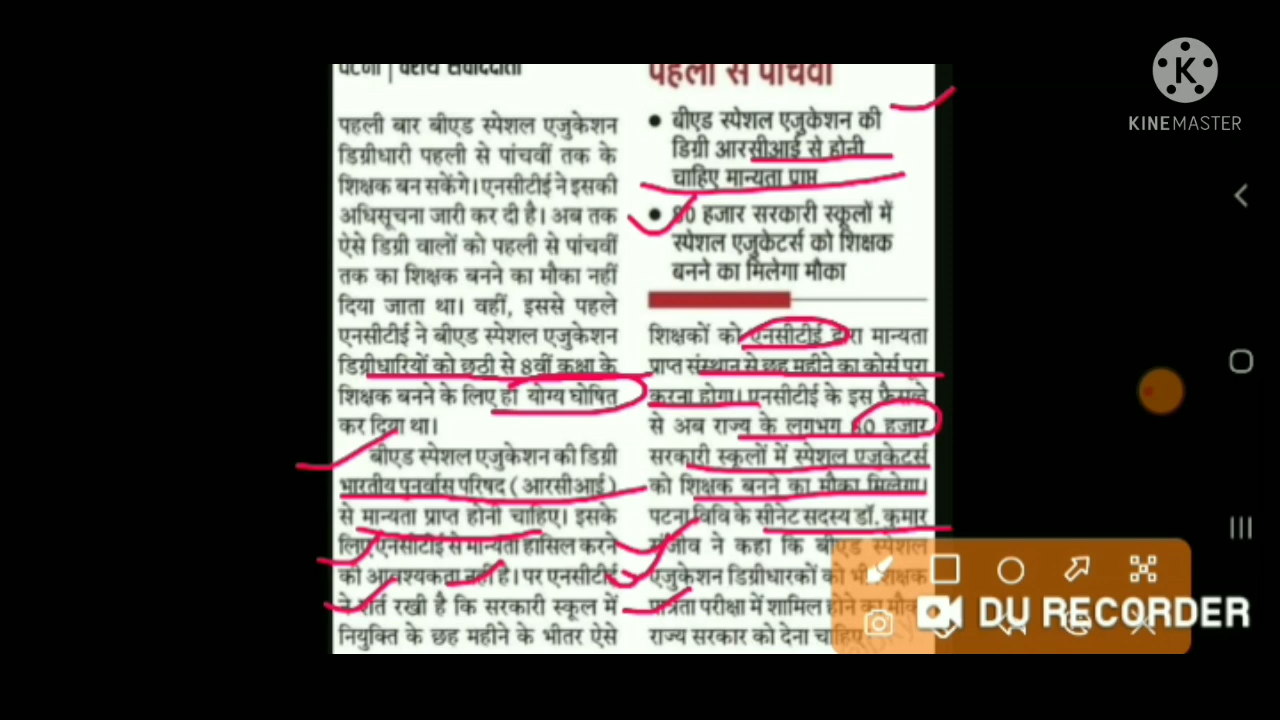 पटना | वरीय संवाददाता
पहली बार बीएड स्पेशल एजुकेशन
डिग्रीधारी पहली से पांचवीं तक के
शिक्षक बन सकेंगे। एनसीटीई ने इसकी
अधिसूचना जारी कर दी है। अब तक
ऐसे डिग्री वालों को पहली से पांचवीं
तक का शिक्षक बनने का मौका नहीं
दिया जाता था। वहीं, इससे पहले
एनसीटीई ने बीएड स्पेशल एजुकेशन
डिग्रीधारियों को छठी से 8वीं कक्षा के
शिक्षक बनने के लिए ही योग्य घोषित
कर दिया था।
बीएड स्पेशल एजुकेशन की डिग्री
भारतीय पुनर्वास परिषद (आरसीआई)
से मान्यता प्राप्त होनी चाहिए। इसके
लिए एनसीटीई से मान्यता हासिल करने
की आवश्यकता नहीं है। पर एनसीटीई
ने शर्त रखी है कि सरकारी स्कूल में
नियुक्ति के छह महीने के भीतर ऐसे
पहली से पांचवीं
• बीएड स्पेशल एजुकेशन की
डिग्री आरसीआई से होनी
चाहिए मान्यता प्राप्त
• हजार सरकारी स्कूलों में
स्पेशल एजुकेटर्स को शिक्षक
बनने का मिलेगा मौका
शिक्षकों को एनसीटीई द्वारा मान्यता
प्राप्त संस्थान से छह महीने का कोर्स पूरा
करना होगा। एनसीटीई के इस फैसले
से अब राज्य के लगभग हजार
सरकारी स्कूलों में स्पेशल एजुकेटर्स
को शिक्षक बनने का मौका मिलेगा।
पटना विवि के सीनेट सदस्य डॉ. कुमार
संजीव ने कहा कि बीएड स्पेशल
एजुकेशन डिग्रीधारकों को भी शिक्षक
पात्रता परीक्षा में शामिल होने का मौका
राज्य सरकार को देना चाहिए
KINEMASTER
DU RECORDER